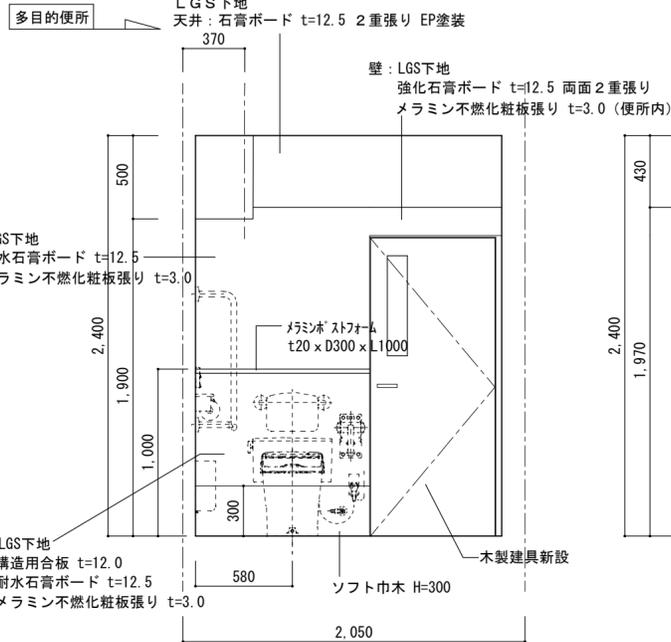 ＬＧＳ下地
天井：石膏ボード t=12.5 ２重張り EP塗装
多目的便所
370
壁：LGS下地
強化石膏ボード t=12.5 両面２重張り
メラミン不燃化粧板張り t=3.0（便所内）
500
430
GS下地
水石膏ボード t=12.5
ラミン不燃化粧板張り t=3.0
メラミンポストフォーム
t20 x D300 x L1000
2,400
1,900
2,400
1,970
1,000
300
LGS下地
構造用合板 t=12.0
耐水石膏ボード t=12.5
メラミン不燃化粧板張り t=3.0
580
ソフト巾木 H=300
木製建具新設
2,050